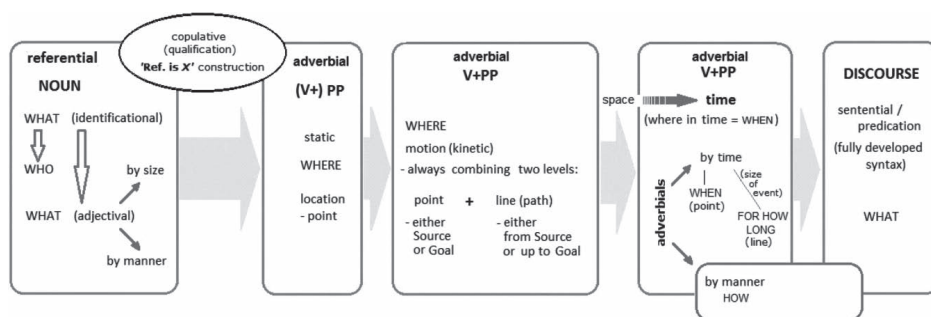 referential
NOUN
WHAT (identificational)
WHO
by size
WHAT (adjectival)
by manner
copulative
(qualification)
'Ref. is X' construction
adverbial
(V+) PP
static
WHERE
location
- point
adverbial
V+PP
WHERE
motion (kinetic)
- always combining two levels:
point + line (path)
- either
Source
or Goal
- either
from Source
or up to Goal
space
adverbial
V+PP
time
(where in time = WHEN)
adverbials
by time
WHEN
(point)
(size
of
event)
FOR HOW
LONG
(line)
by manner
HOW
DISCOURSE
sentential /
predication
(fully developed
syntax)
WHAT